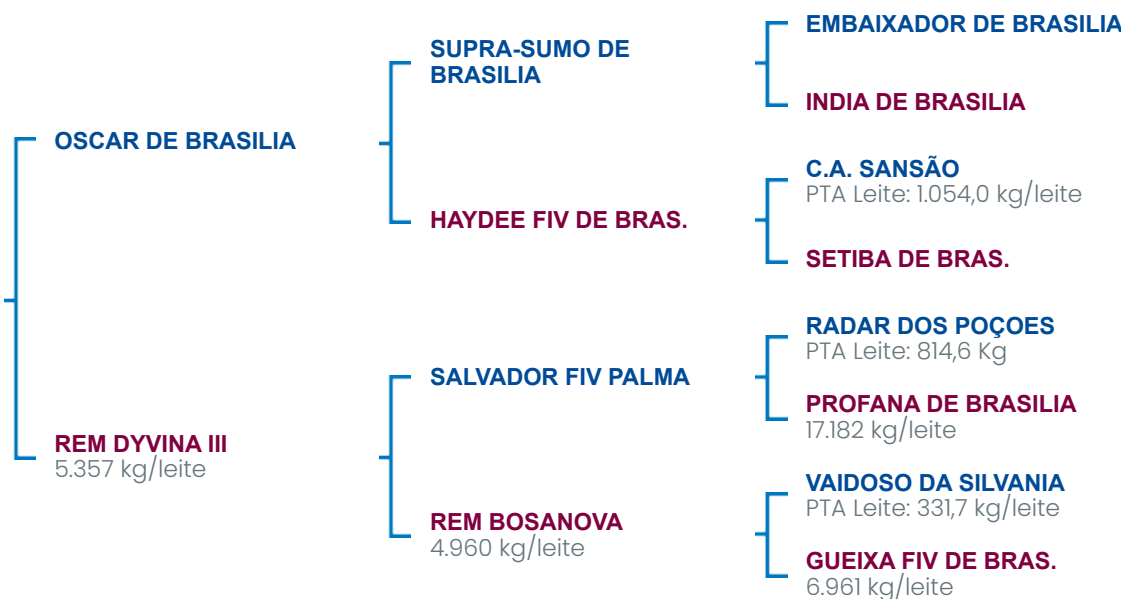 OSCAR DE BRASILIA
REM DYVINA III
5.357 kg/leite
SUPRA-SUMO DE
BRASILIA
HAYDEE FIV DE BRAS.
SALVADOR FIV PALMA
REM BOSANOVA
4.960 kg/leite
EMBAIXADOR DE BRASILIA
INDIA DE BRASILIA
C.A. SANSÃO
PTA Leite: 1.054,0 kg/leite
SETIBA DE BRAS.
RADAR DOS POÇOES
PTA Leite: 814,6 Kg
PROFANA DE BRASILIA
17.182 kg/leite
VAIDOSO DA SILVANIA
PTA Leite: 331,7 kg/leite
GUEIXA FIV DE BRAS.
6.961 kg/leite